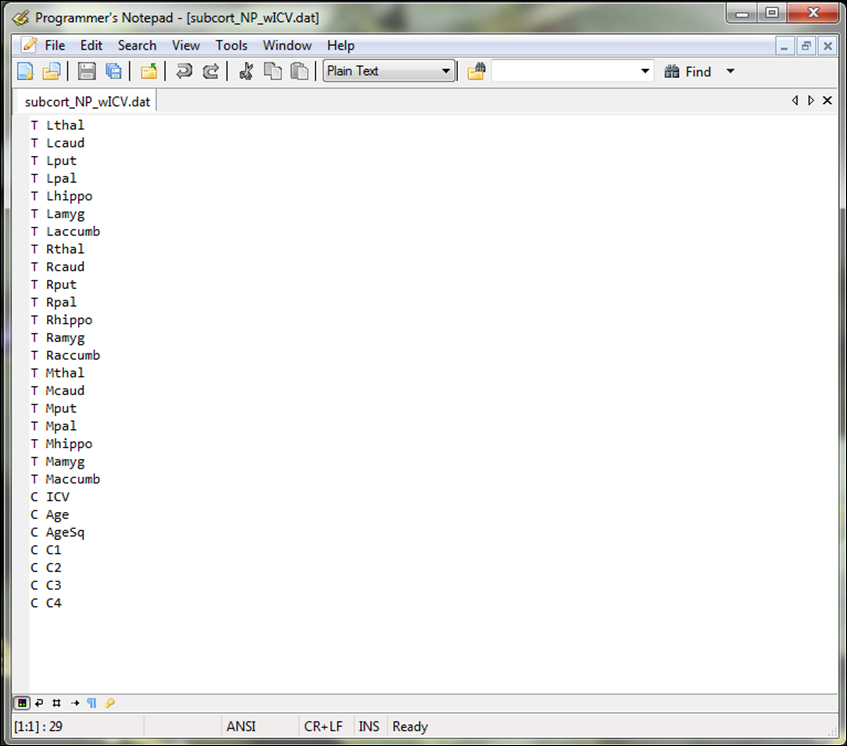 Programmer's Notepad - [subcort_NP_wICV.dat]
File Edit Search View Tools Window Help
Plain Text Find
subcort_NP_wICV.dat
T Lthal
T Lcaud
T Lput
T Lpal
T Lhippo
T Lamyg
T Laccumb
T Rthal
T Rcaud
T Rput
T Rpal
T Rhippo
T Ramyg
T Raccumb
T Mthal
T Mcaud
T Mput
T Mpal
T Mhippo
T Mamyg
T Maccumb
C ICV
C Age
C AgeSq
C C1
C C2
C C3
C C4
[1:1] : 29 ANSI CR+LF INS Ready